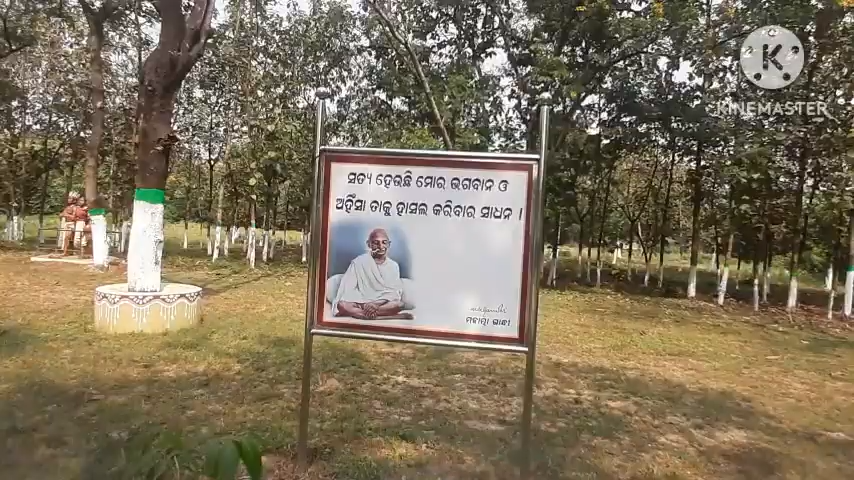 K
KINEMASTER
ସତ୍ୟ ହେଉଛି ମୋର ଭଗବାନ ଓ
ଅହିଂସା ତାକୁ ହାସଲ କରିବାର ସାଧନ ।
ମହାତ୍ମା ଗାନ୍ଧୀ